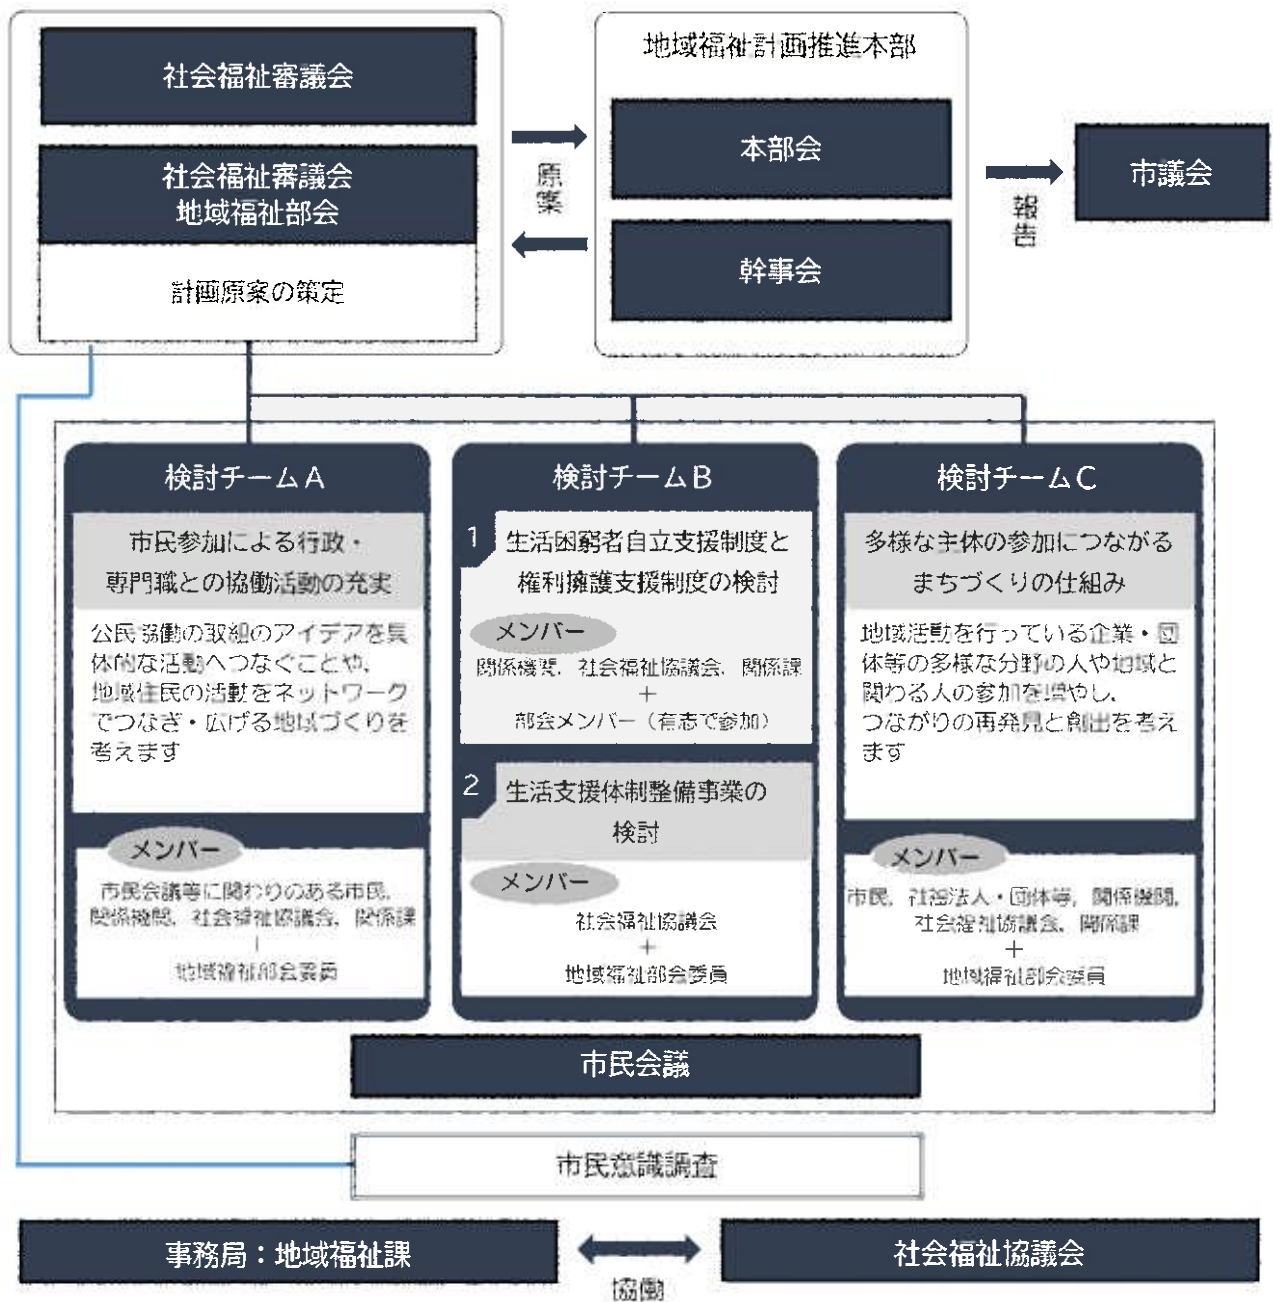 社会福祉審議会
社会福祉審議会
地域福祉部会
計画原案の策定
原案
地域福祉計画推進本部
本部会
幹事会
報告
市議会
検討チームA
市民参加による行政・
専門職との協働活動の充実
公民協働の取組のアイデアを具
体的な活動へつなぐことや、
地域住民の活動をネットワーク
でつなぎ・広げる地域づくりを
考えます
メンバー
市民会議等に関わりのある市民、
関係機関、社会福祉協議会、関係課
+
地域福祉部会委員
検討チームB
1
生活困窮者自立支援制度と
権利擁護支援制度の検討
メンバー
関係機関、社会福祉協議会、関係課
+
部会メンバー（有志で参加）
2
生活支援体制整備事業の
検討
メンバー
社会福祉協議会
+
地域福祉部会委員
検討チームC
多様な主体の参加につながる
まちづくりの仕組み
地域活動を行っている企業・団
体等の多様な分野の人や地域と
関わる人の参加を増やし、
つながりの再発見と創出を考え
ます
メンバー
市民、社福法人・団体等、関係機関、
社会福祉協議会、関係課
+
地域福祉部会委員
市民会議
市民意識調査
事務局：地域福祉課
協働
社会福祉協議会